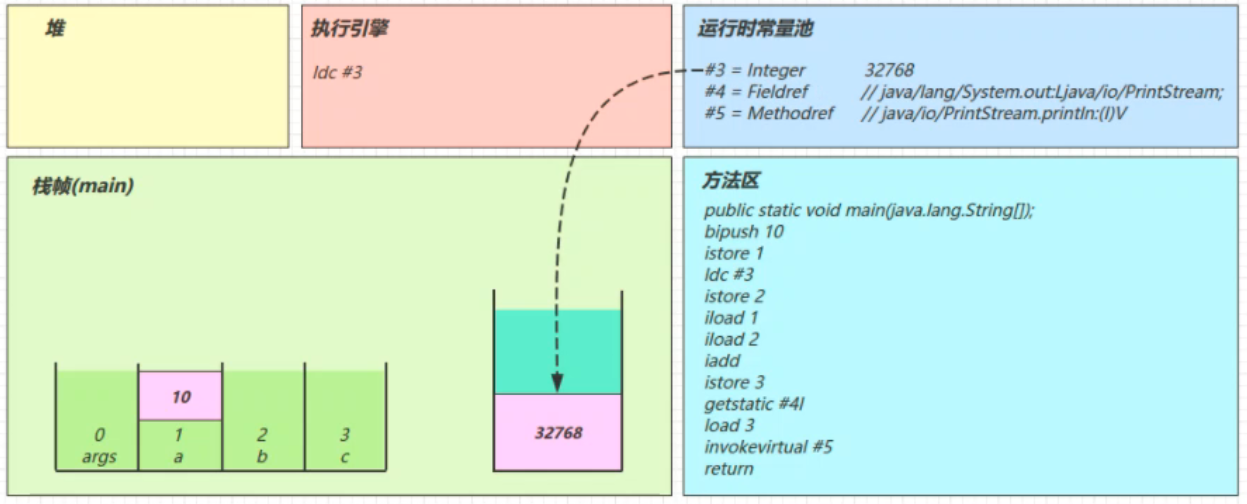 堆
执行引擎
ldc #3
运行时常量池
#3 = Integer 32768
#4 = Fieldref // java/lang/System.out:Ljava/io/PrintStream;
#5 = Methodref // java/io/PrintStream.println:(I)V
栈帧(main)
10
0 1 2 3
args a b c
32768
方法区
public static void main(java.lang.String[]);
bipush 10
istore 1
ldc #3
istore 2
iload 1
iload 2
iadd
istore 3
getstatic #4I
load 3
invokevirtual #5
return